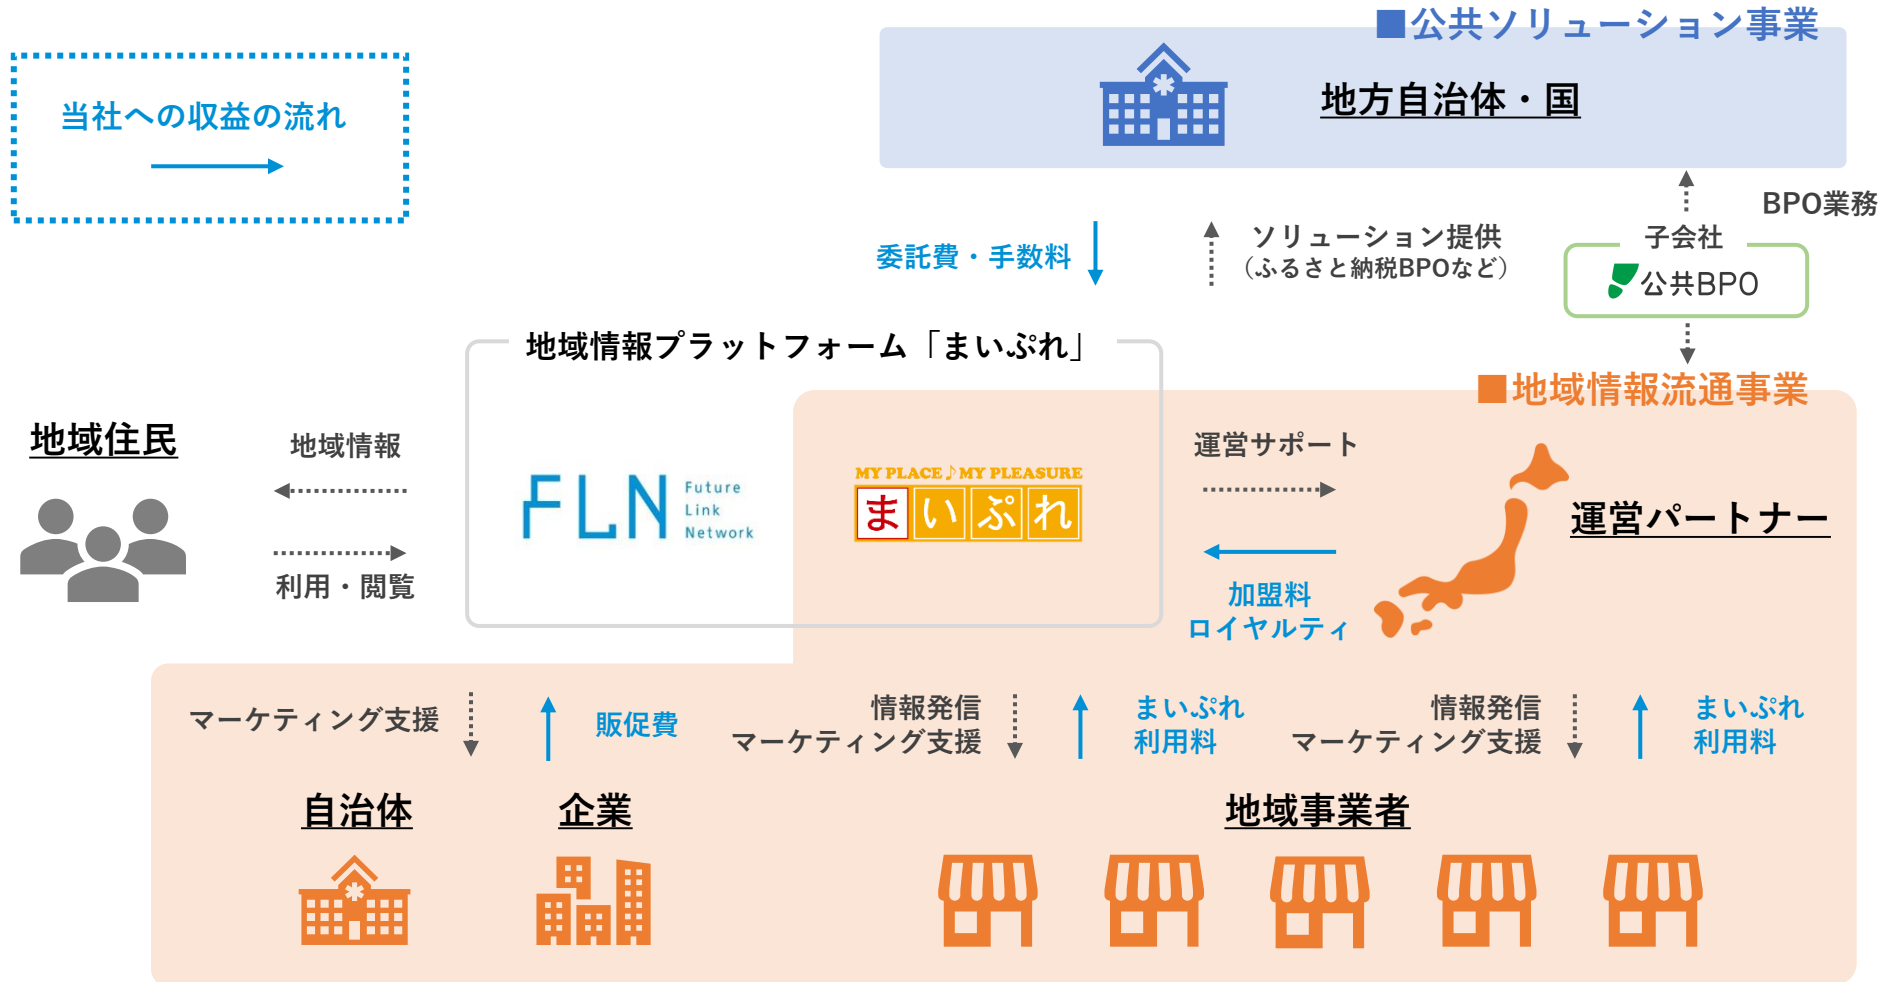 ■公共ソリューション事業
当社への収益の流れ
地方自治体・国
BPO業務
委託費・手数料
ソリューション提供
（ふるさと納税BPOなど）
子会社
公共BPO
地域情報プラットフォーム「まいぷれ」
■地域情報流通事業
地域住民
地域情報
利用・閲覧
FLN
Future
Link
Network
MY PLACE♪MY PLEASURE
まいぷれ
運営サポート
加盟料
ロイヤルティ
運営パートナー
マーケティング支援
販促費
情報発信
マーケティング支援
まいぷれ
利用料
情報発信
マーケティング支援
まいぷれ
利用料
自治体
企業
地域事業者